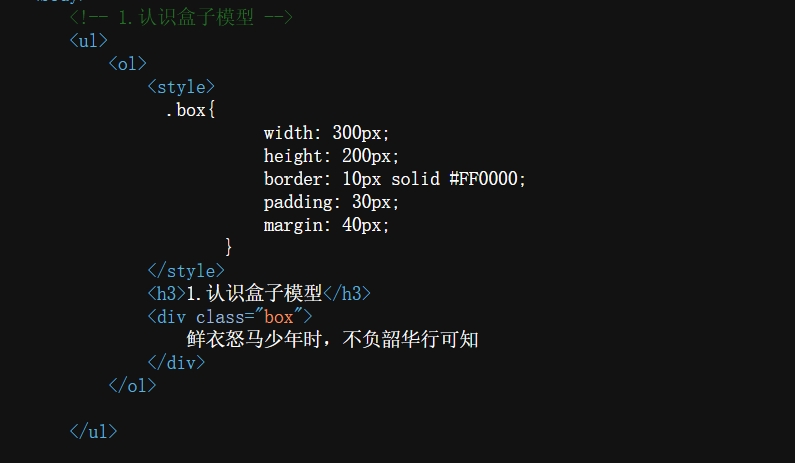 <body>
<!-- 1.认识盒子模型 -->
<ul>
<ol>
<style>
.box{
width: 300px;
height: 200px;
border: 10px solid #FF0000;
padding: 30px;
margin: 40px;
}
</style>
<h3>1.认识盒子模型</h3>
<div class="box">
鲜衣怒马少年时，不负韶华行可知
</div>
</ol>
</ul>